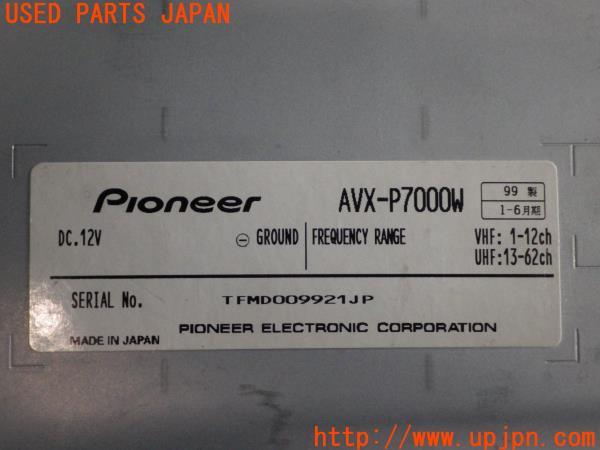 USED PARTS JAPAN
Pioneer AVX-P7000W 99 製
1-6月期
DC.12V ⊖ GROUND FREQUENCY RANGE VHF: 1-12ch
UHF:13-62ch
SERIAL No. TFMD009921JP
PIONEER ELECTRONIC CORPORATION
MADE IN JAPAN
http://www.upjpn.com/